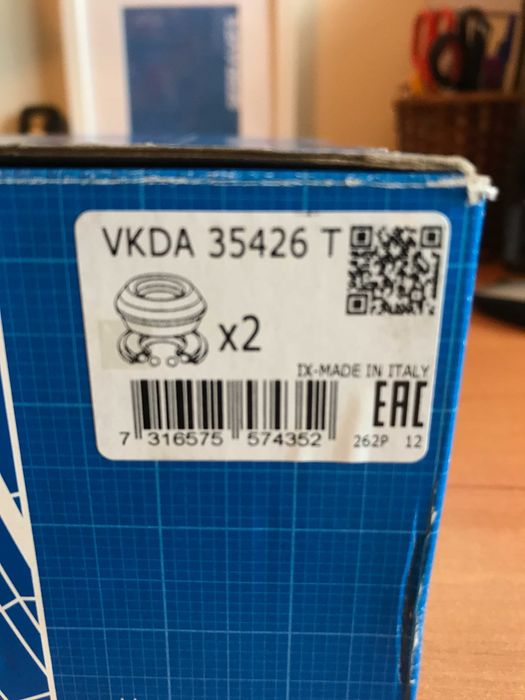 VKDA 35426 T
x2
IX-MADE IN ITALY
EAC
7 316575 574352
262P 12